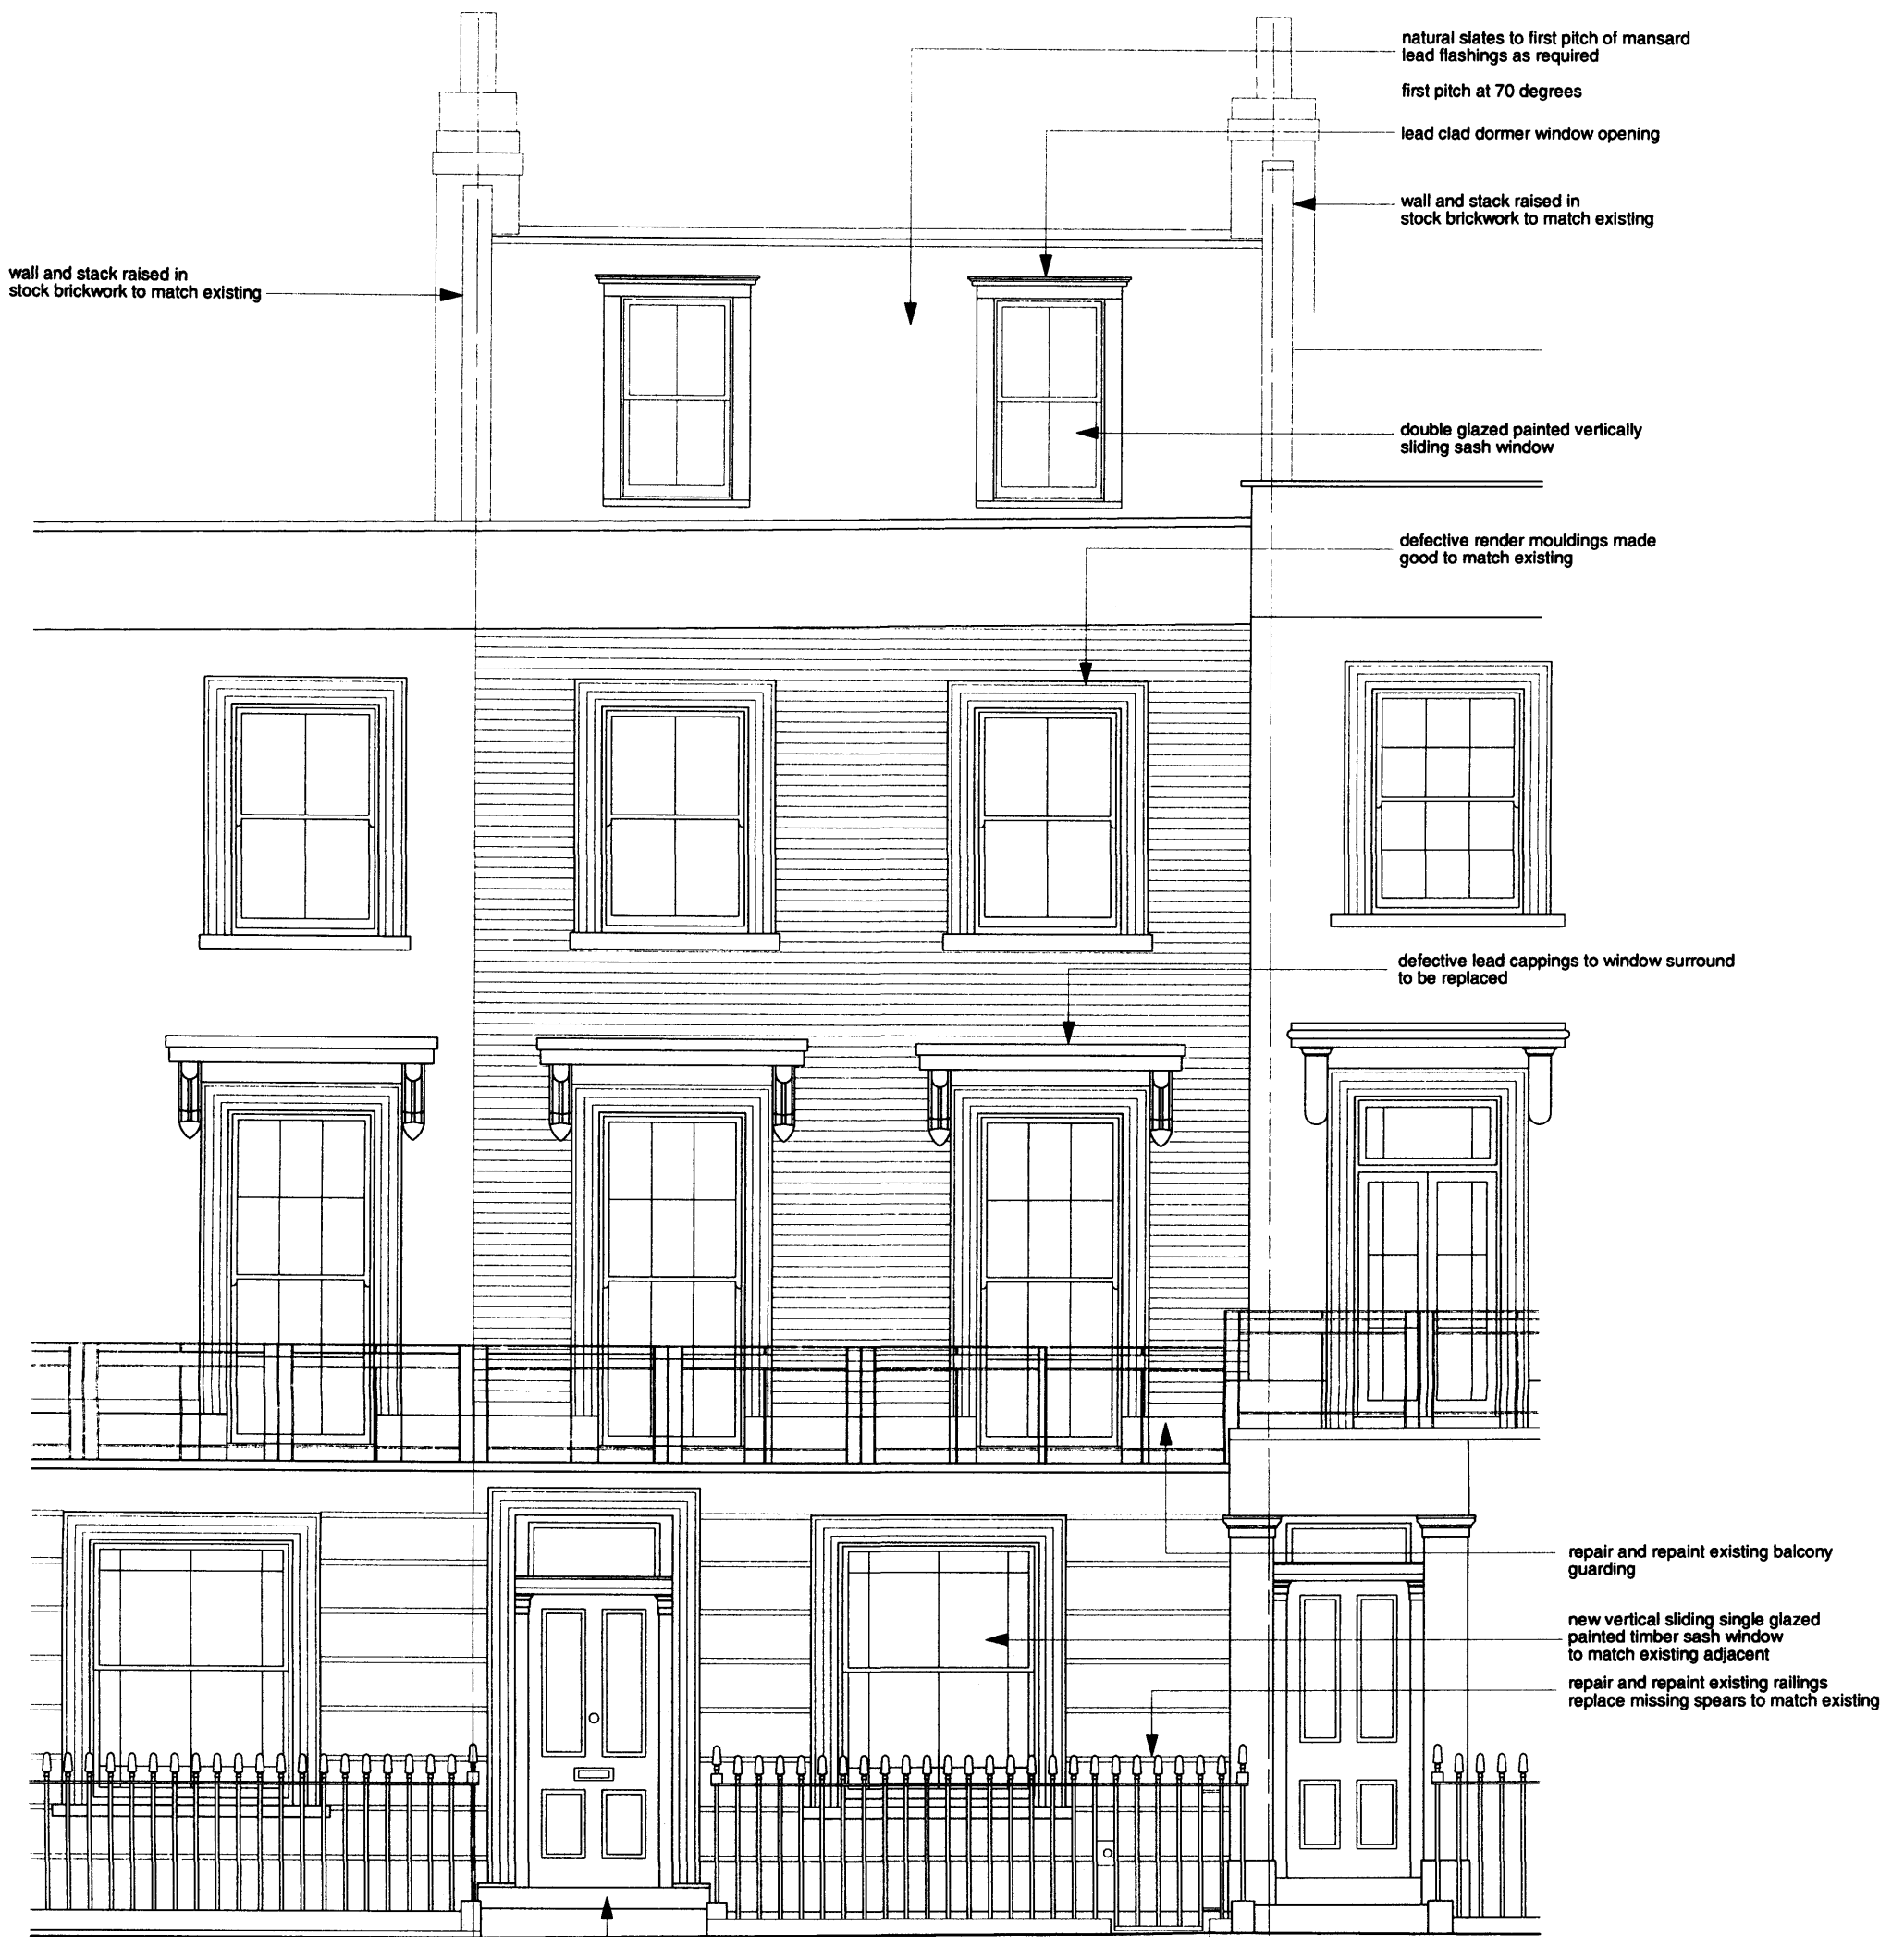 natural slates to first pitch of mansard
lead flashings as required
first pitch at 70 degrees
lead clad dormer window opening
wall and stack raised in
stock brickwork to match existing
wall and stack raised in
stock brickwork to match existing
double glazed painted vertically
sliding sash window
defective render mouldings made
good to match existing
defective lead cappings to window surround
to be replaced
repair and repaint existing balcony
guarding
new vertical sliding single glazed
painted timber sash window
to match existing adjacent
repair and repaint existing railings
replace missing spears to match existing